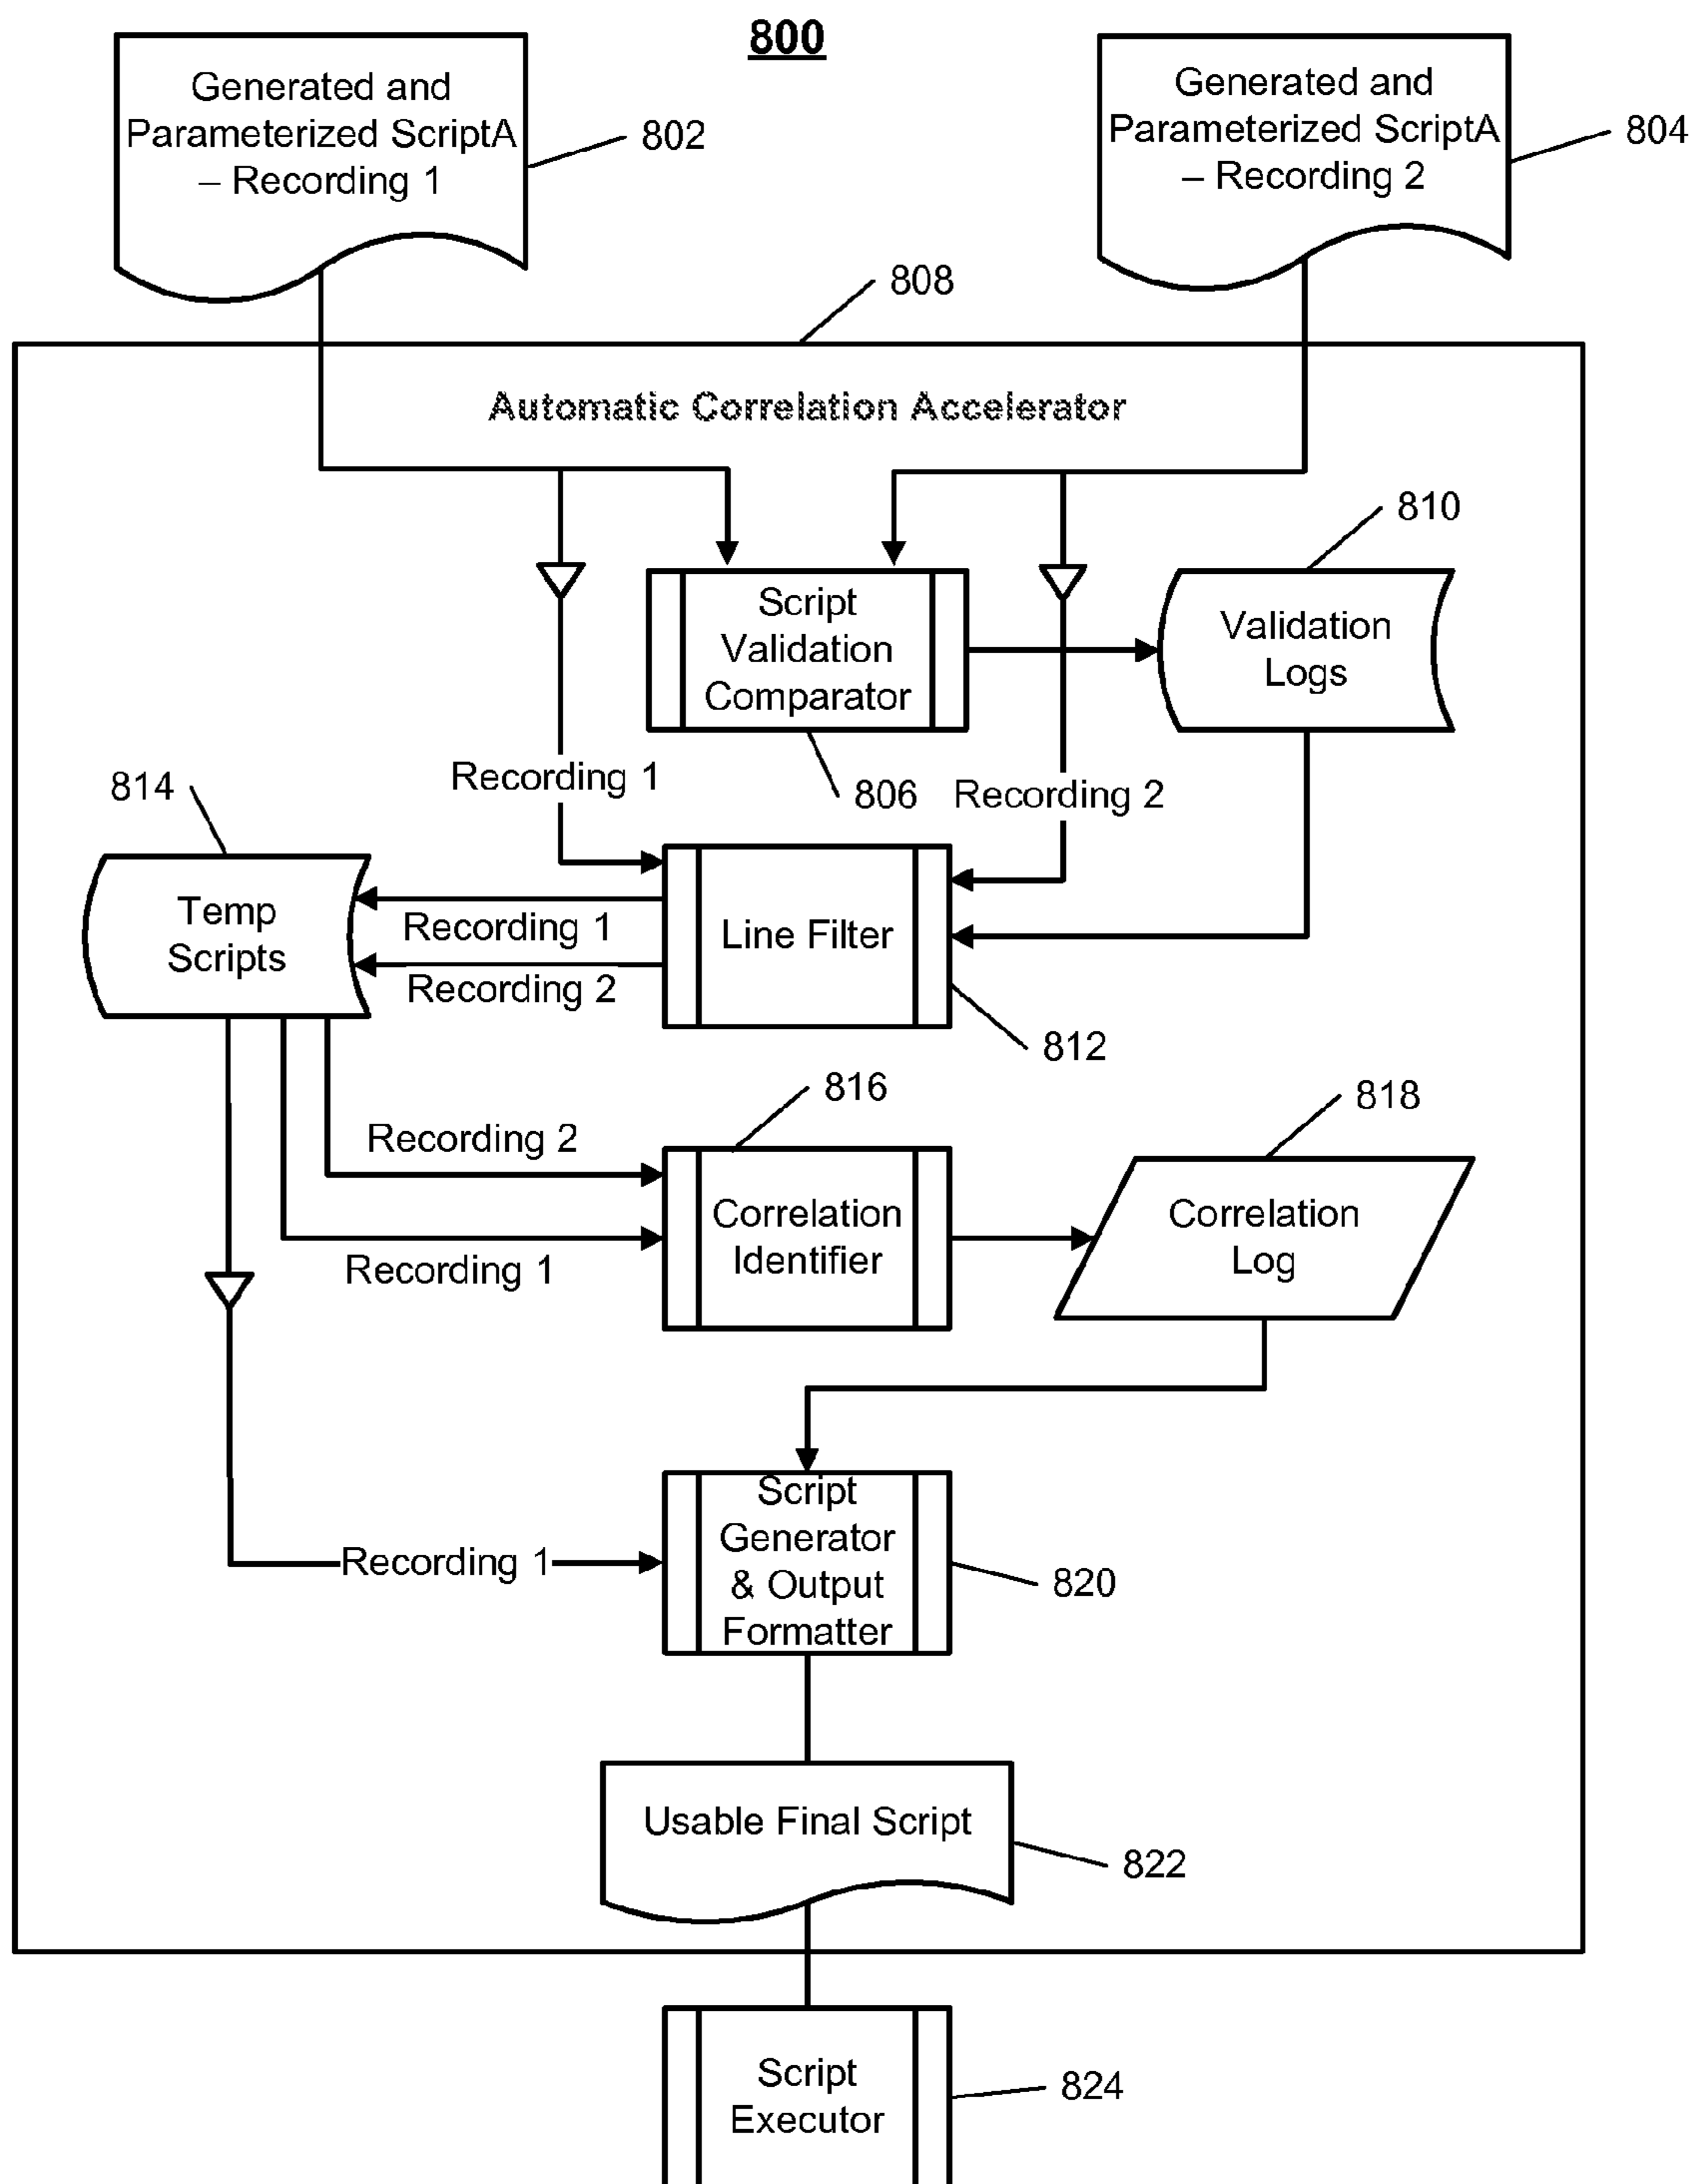 800
Generated and
Parameterized ScriptA
– Recording 1
802
Generated and
Parameterized ScriptA
– Recording 2
804
808
Automatic Correlation Accelerator
810
Script
Validation
Comparator
Validation
Logs
Recording 1
806
Recording 2
814
Temp
Scripts
Recording 1
Recording 2
Line Filter
812
816
818
Recording 2
Correlation
Identifier
Correlation
Log
Recording 1
Script
Generator
& Output
Formatter
Recording 1
820
Usable Final Script
822
Script
Executor
824